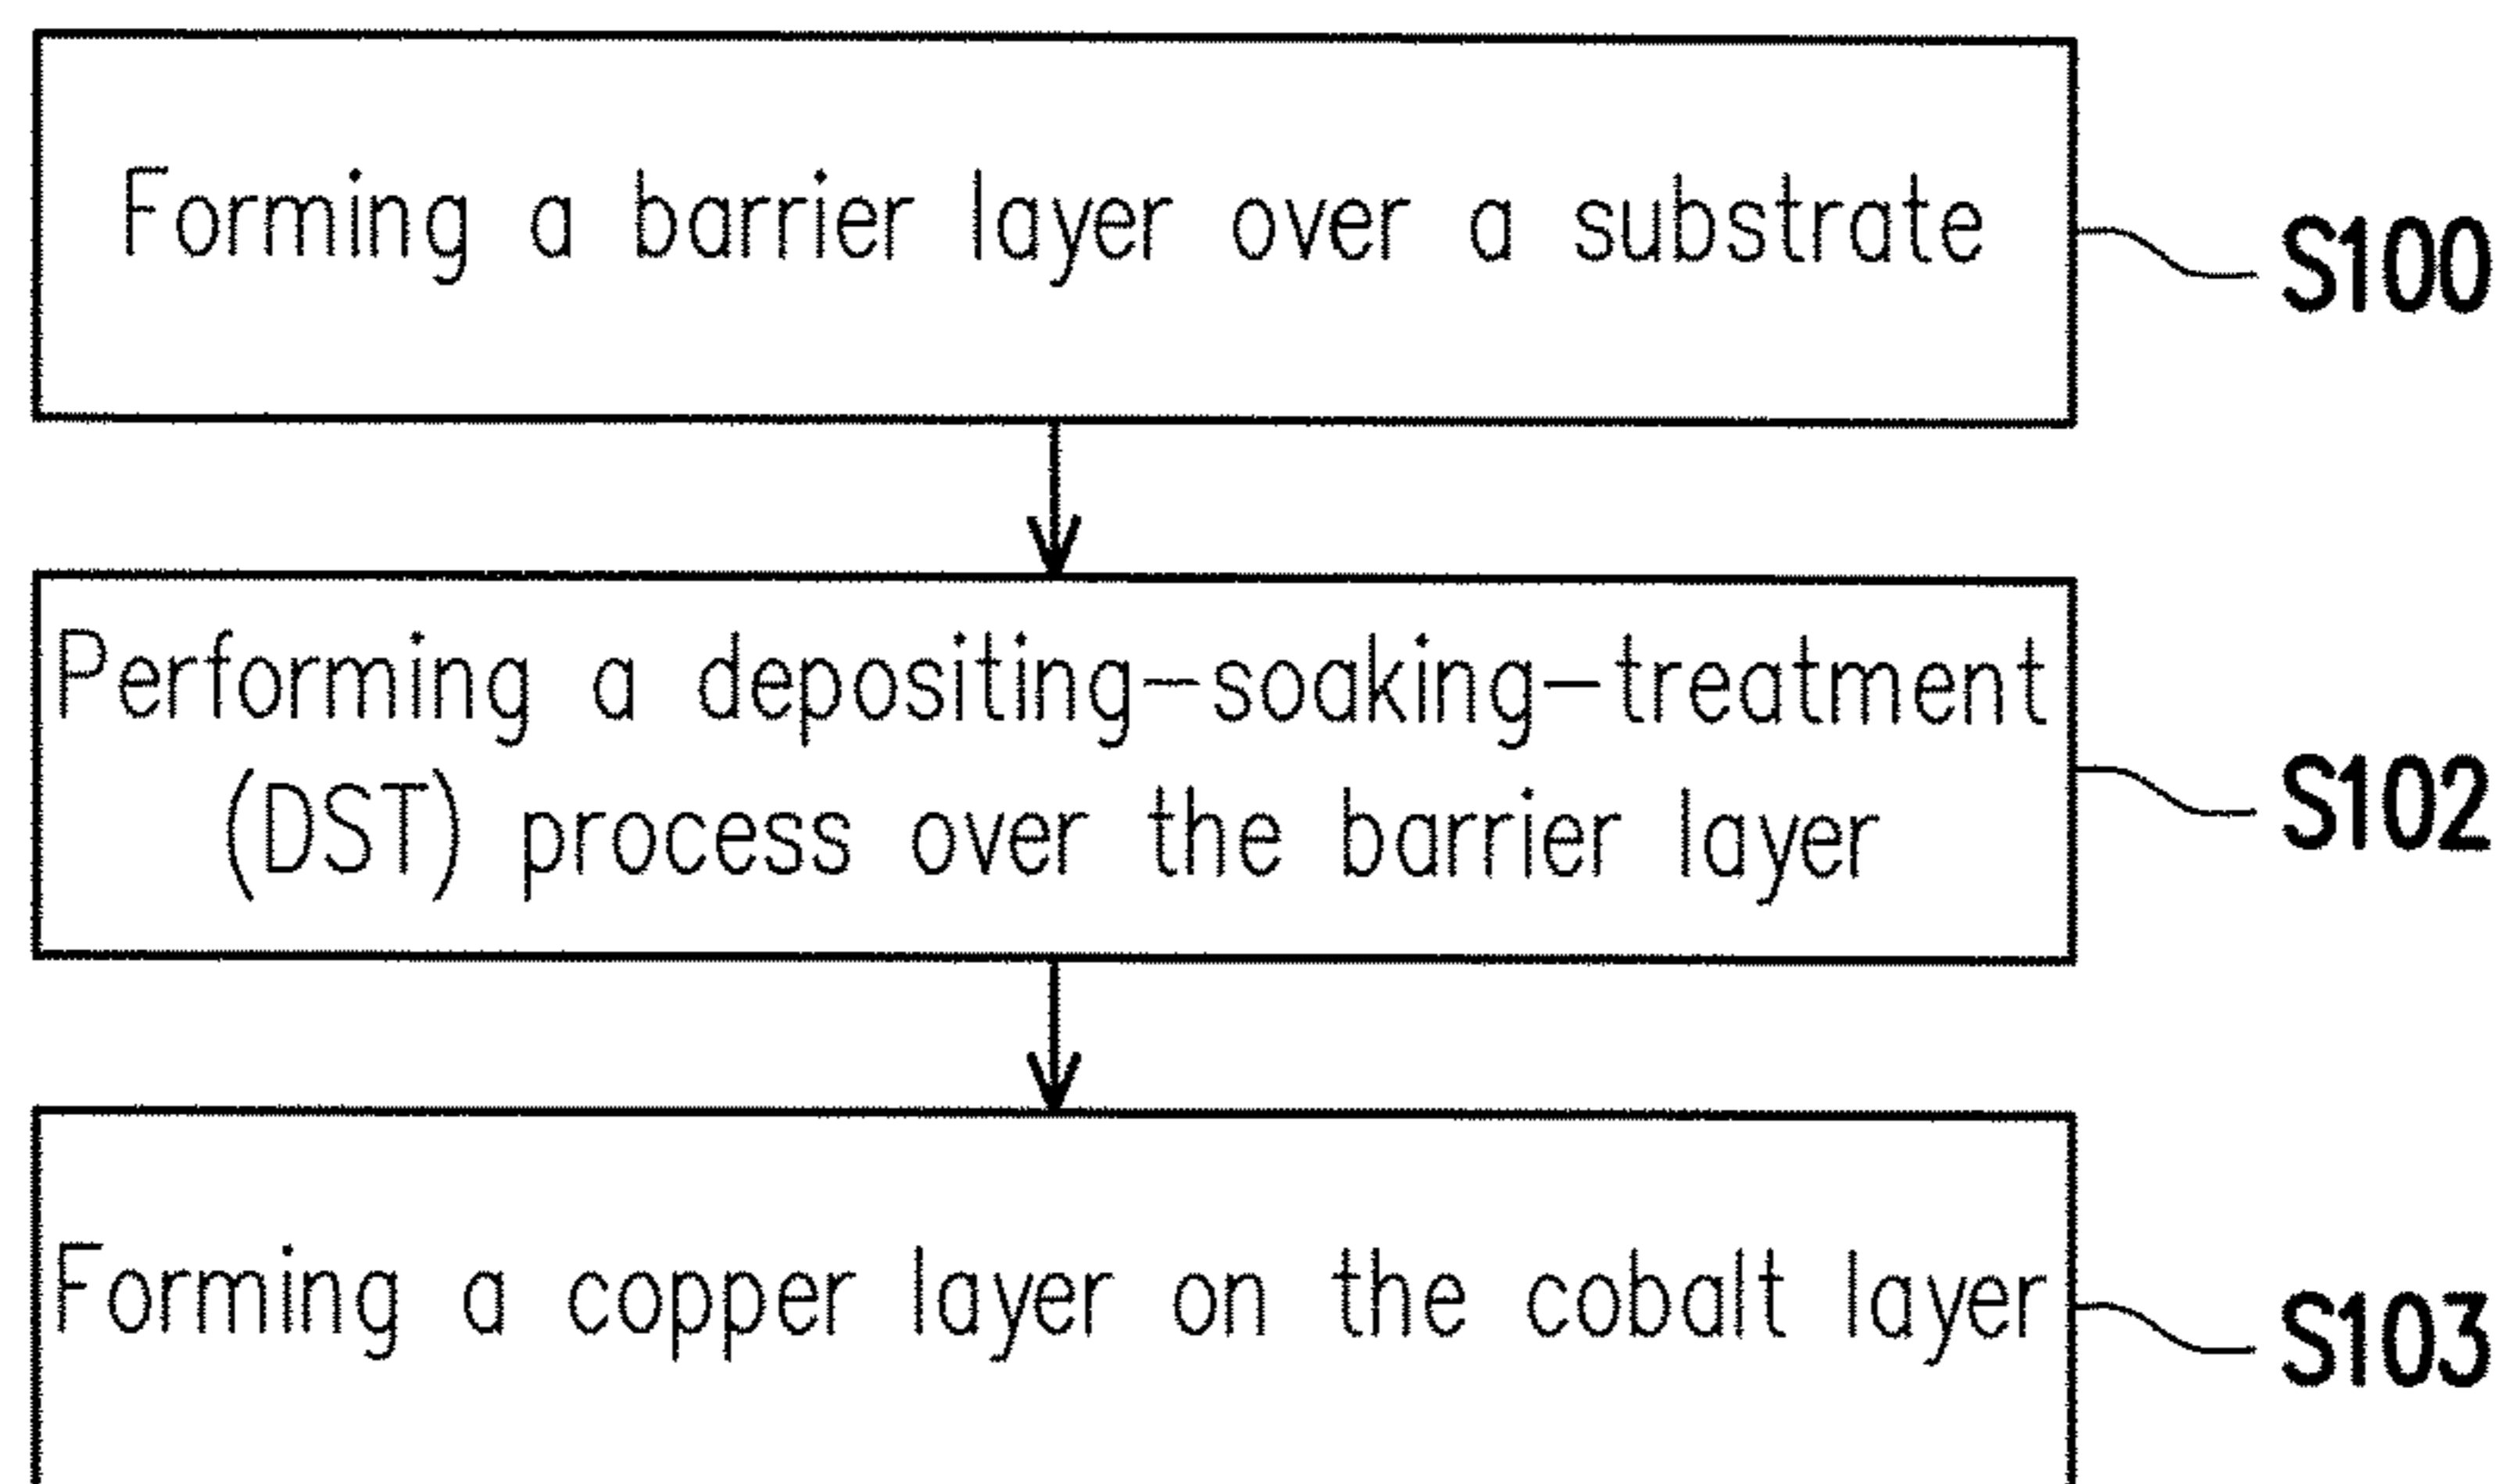 Forming a barrier layer over a substrate
S100
Performing a depositing-soaking-treatment
(DST) process over the barrier layer
S102
Forming a copper layer on the cobalt layer
S103